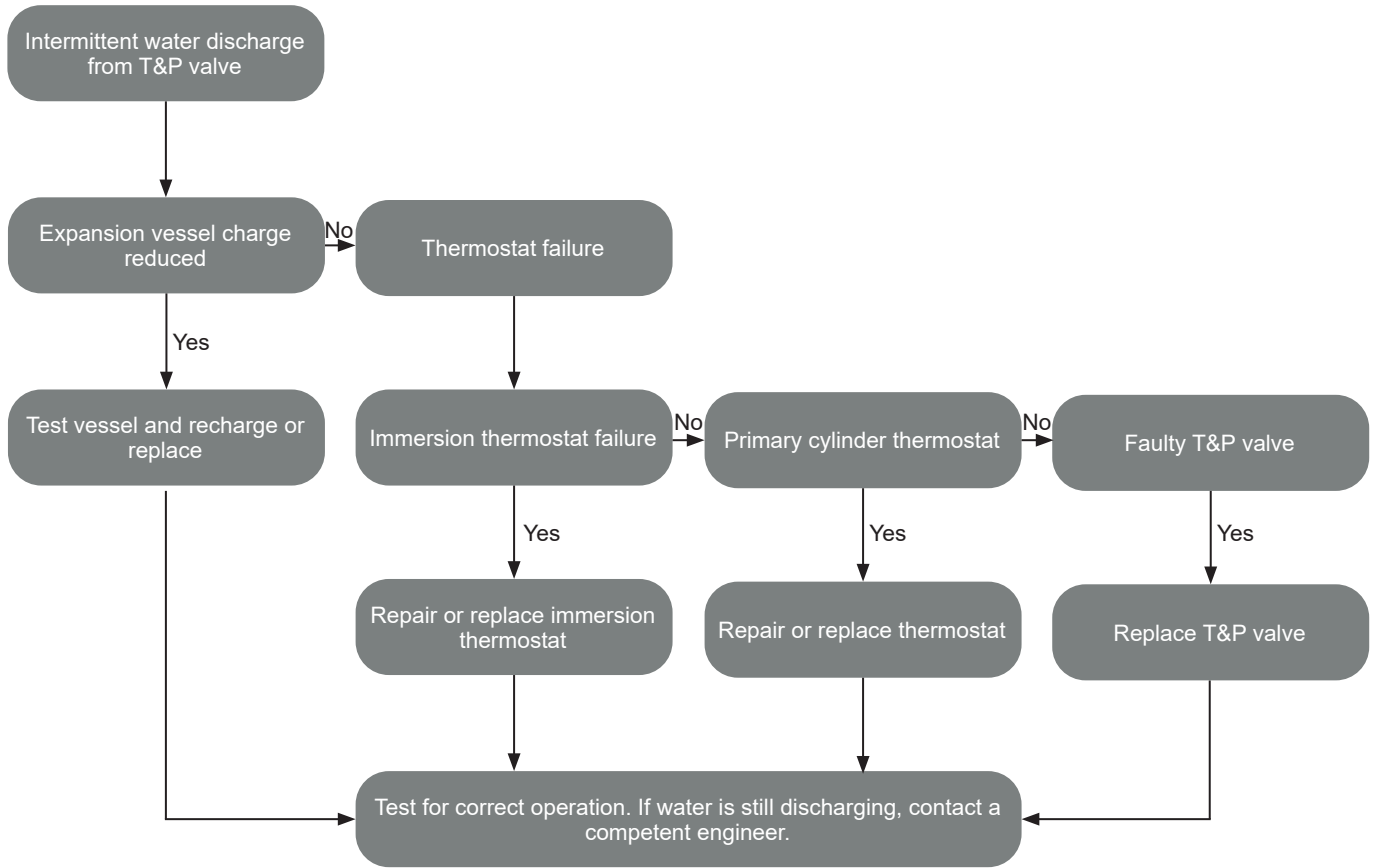 Intermittent water discharge
from T&P valve
Expansion vessel charge
reduced
No
Thermostat failure
Yes
Test vessel and recharge or
replace
Immersion thermostat failure
No
Primary cylinder thermostat
No
Faulty T&P valve
Yes
Yes
Yes
Repair or replace immersion
thermostat
Repair or replace thermostat
Replace T&P valve
Test for correct operation. If water is still discharging, contact a
competent engineer.